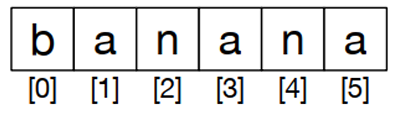 b a n a n a
[0] [1] [2] [3] [4] [5]